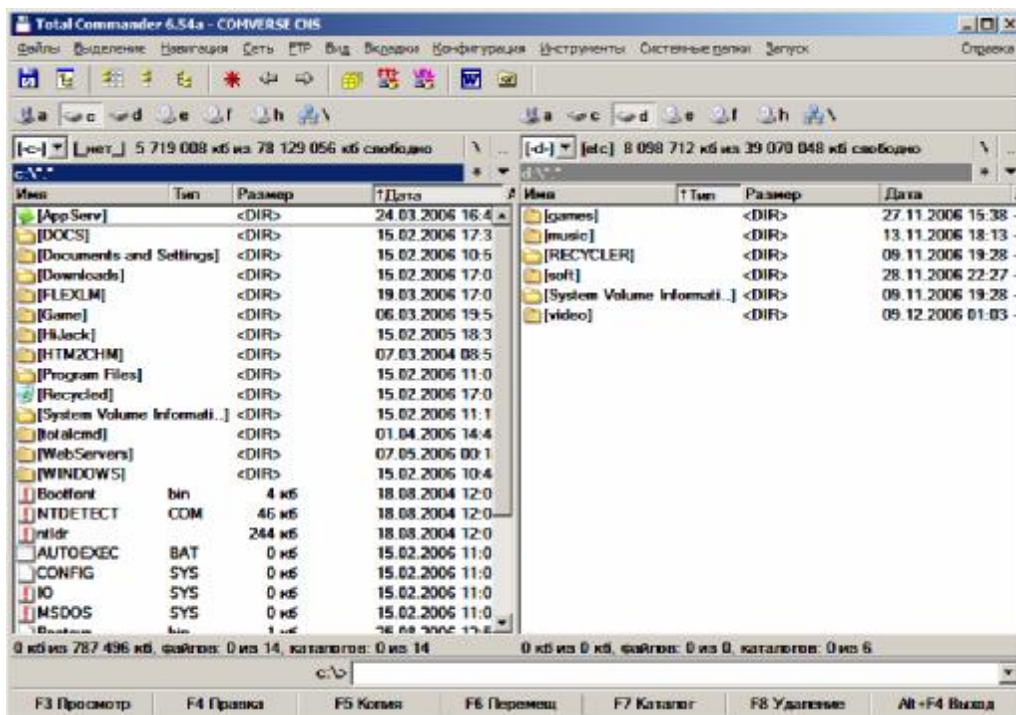 Total Commander 6.54a - COMVERSE CNS
Файлы Выделение Навигация Сеть FTP Вид Вкладки Конфигурация Инструменты Системные папки Запуск Справка
a c d e f h \ a c d e f h \
[-c-] [_нет_] 5 719 008 кб из 78 129 056 кб свободно \ .. [-d-] [etc] 8 098 712 кб из 39 070 048 кб свободно \ ..
c:\*.* * d:\*.* *
Имя Тип Размер ↑Дата Имя ↑Тип Размер Дата
[AppServ] <DIR> 24.03.2006 16:4 [games] <DIR> 27.11.2006 15:38 -
[DOCS] <DIR> 15.02.2006 17:3 [music] <DIR> 13.11.2006 18:13 -
[Documents and Settings] <DIR> 15.02.2006 10:5 [RECYCLER] <DIR> 09.11.2006 19:28 -
[Downloads] <DIR> 15.02.2006 17:0 [soft] <DIR> 28.11.2006 22:27 -
[FLEXLM] <DIR> 19.03.2006 17:0 [System Volume Informati..] <DIR> 09.11.2006 19:28 -
[Game] <DIR> 06.03.2006 19:5 [video] <DIR> 09.12.2006 01:03 -
[HiJack] <DIR> 15.02.2005 18:3
[HTM2CHM] <DIR> 07.03.2004 08:5
[Program Files] <DIR> 15.02.2006 11:0
[Recycled] <DIR> 15.02.2006 17:0
[System Volume Informati..] <DIR> 15.02.2006 11:1
[totalcmd] <DIR> 01.04.2006 14:4
[WebServers] <DIR> 07.05.2006 00:1
[WINDOWS] <DIR> 15.02.2006 10:4
Bootfont bin 4 кб 18.08.2004 12:0
NTDETECT COM 46 кб 18.08.2004 12:0
ntldr 244 кб 18.08.2004 12:0
AUTOEXEC BAT 0 кб 15.02.2006 11:0
CONFIG SYS 0 кб 15.02.2006 11:0
IO SYS 0 кб 15.02.2006 11:0
MSDOS SYS 0 кб 15.02.2006 11:0
0 кб из 787 496 кб, файлов: 0 из 14, каталогов: 0 из 14 0 кб из 0 кб, файлов: 0 из 0, каталогов: 0 из 6
c:\>
F3 Просмотр F4 Правка F5 Копия F6 Перемещ F7 Каталог F8 Удаление Alt+F4 Выход